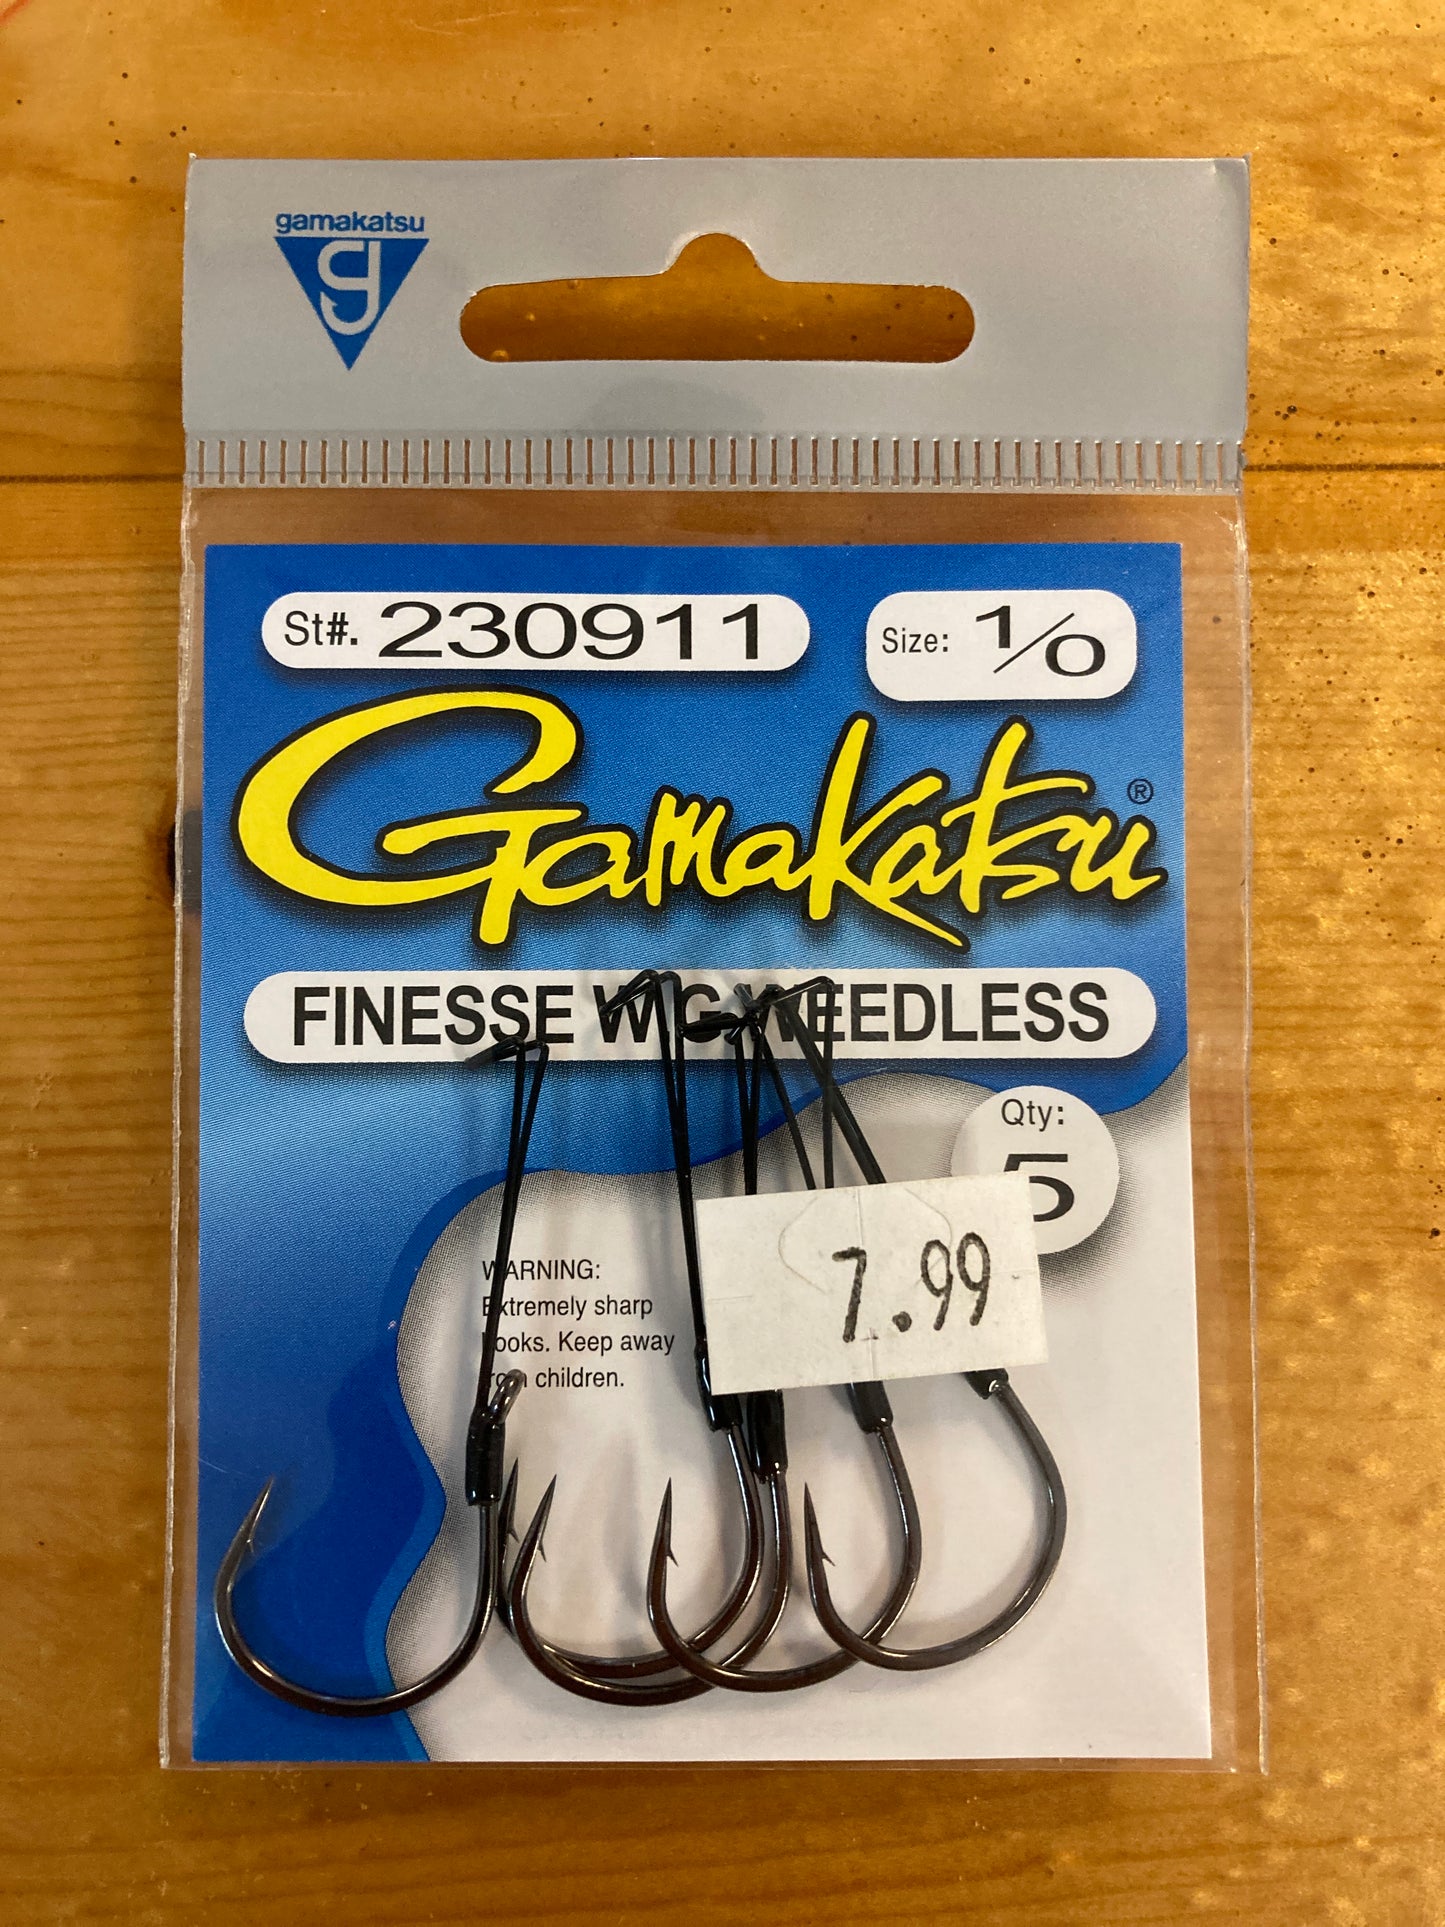 gamakatsu
g
St#. 230911
Size: 1/0
Gamakatsu®
FINESSE WIG.WEEDLESS
Qty:
5
7.99
WARNING:
Extremely sharp
hooks. Keep away
from children.